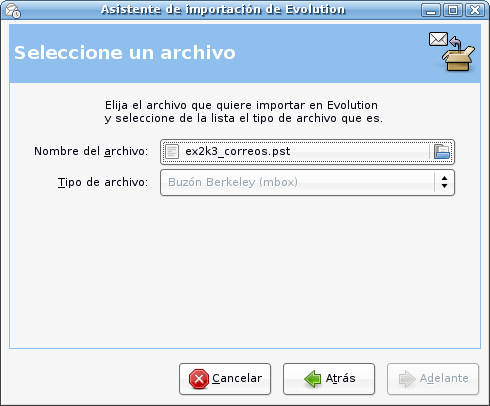 Asistente de importación de Evolution
Seleccione un archivo
Elija el archivo que quiere importar en Evolution
y seleccione de la lista el tipo de archivo que es.
Nombre del archivo: ex2k3_correos.pst
Tipo de archivo: Buzón Berkeley (mbox)
Cancelar Atrás Adelante